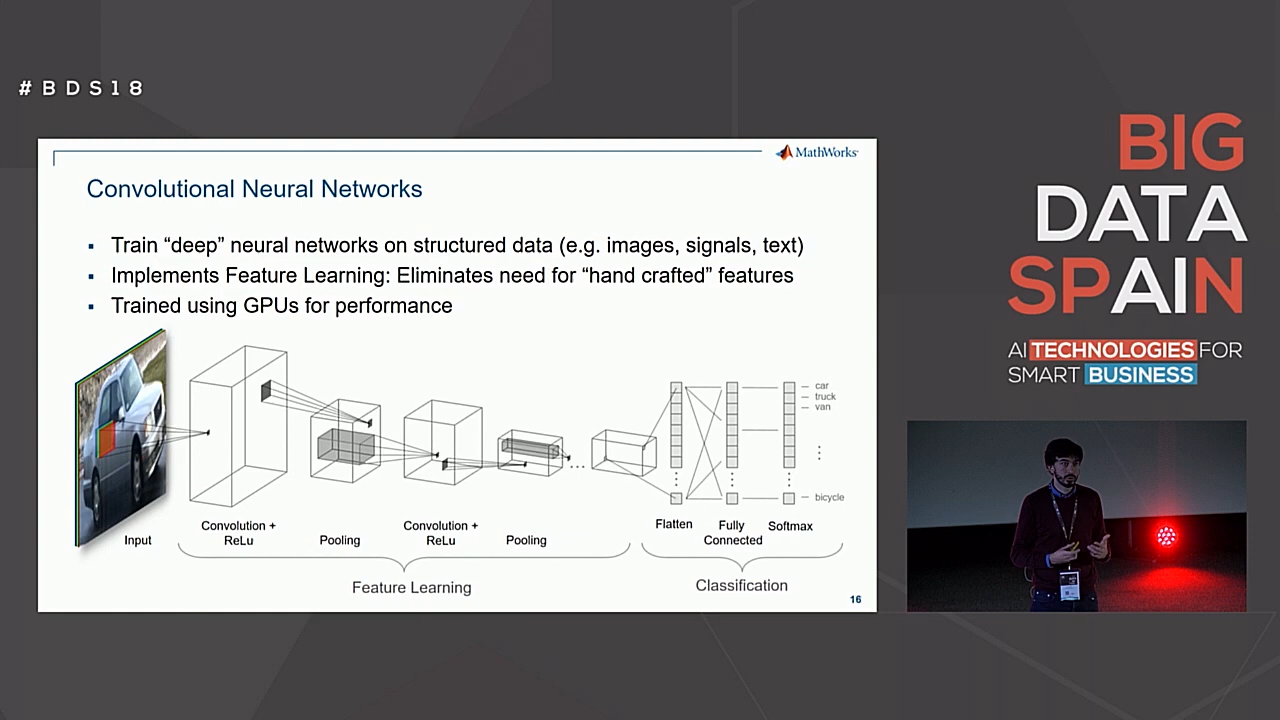 #BDS18
MathWorks
Convolutional Neural Networks
▪ Train “deep” neural networks on structured data (e.g. images, signals, text)
▪ Implements Feature Learning: Eliminates need for “hand crafted” features
▪ Trained using GPUs for performance
car
truck
van
bicycle
Input
Convolution + ReLu
Pooling
Convolution + ReLu
Pooling
...
Flatten
Fully Connected
Softmax
Feature Learning
Classification
16
BIG
DATA
SPAIN
AI TECHNOLOGIES FOR
SMART BUSINESS